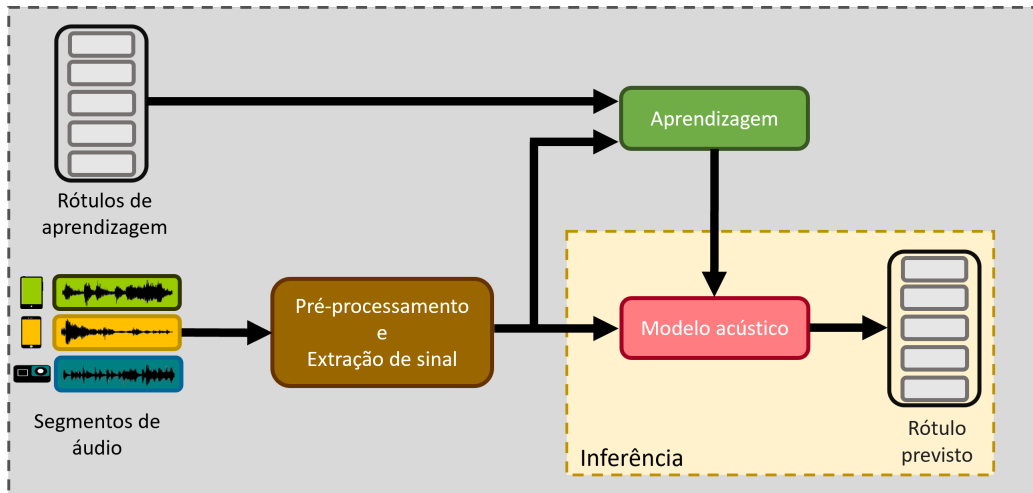 Rótulos de
aprendizagem
Aprendizagem
Segmentos de
áudio
Pré-processamento
e
Extração de sinal
Modelo acústico
Rótulo
previsto
Inferência